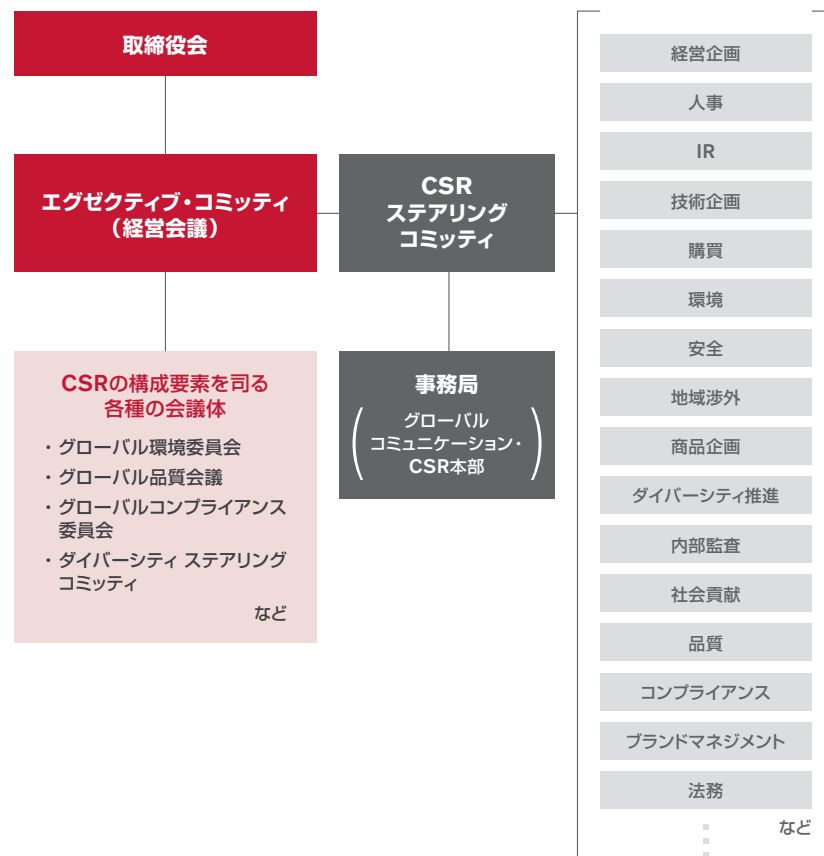 取締役会
エグゼクティブ・コミッティ
（経営会議）
CSR
ステアリング
コミッティ
CSRの構成要素を司る
各種の会議体
・グローバル環境委員会
・グローバル品質会議
・グローバルコンプライアンス
委員会
・ダイバーシティ ステアリング
コミッティ
など
事務局
（グローバル
コミュニケーション・
CSR本部）
経営企画
人事
IR
技術企画
購買
環境
安全
地域渉外
商品企画
ダイバーシティ推進
内部監査
社会貢献
品質
コンプライアンス
ブランドマネジメント
法務
など